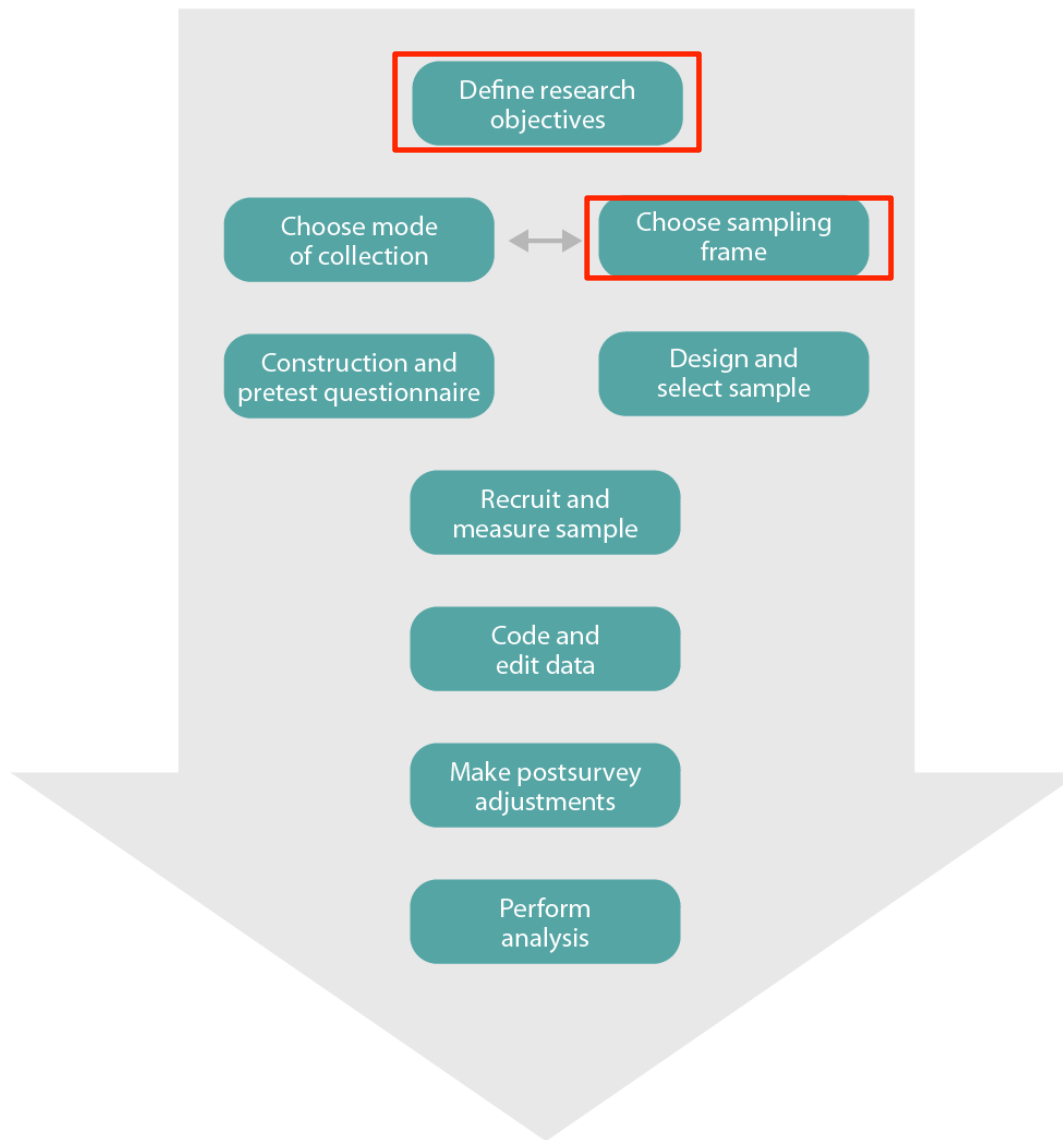 Define research
objectives
Choose mode
of collection
Choose sampling
frame
Construction and
pretest questionnaire
Design and
select sample
Recruit and
measure sample
Code and
edit data
Make postsurvey
adjustments
Perform
analysis